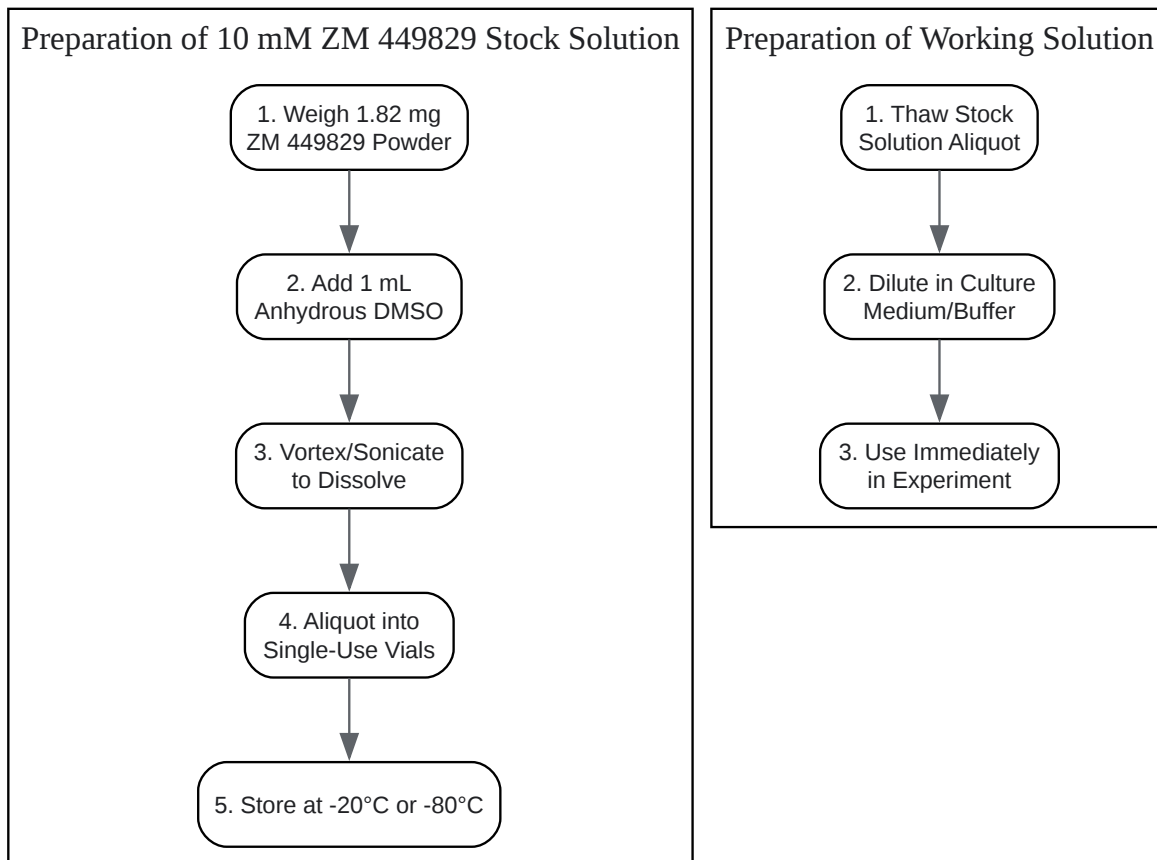 Preparation of 10 mM ZM 449829 Stock Solution
1. Weigh 1.82 mg
ZM 449829 Powder
2. Add 1 mL
Anhydrous DMSO
3. Vortex/Sonicate
to Dissolve
4. Aliquot into
Single-Use Vials
5. Store at -20°C or -80°C
Preparation of Working Solution
1. Thaw Stock
Solution Aliquot
2. Dilute in Culture
Medium/Buffer
3. Use Immediately
in Experiment